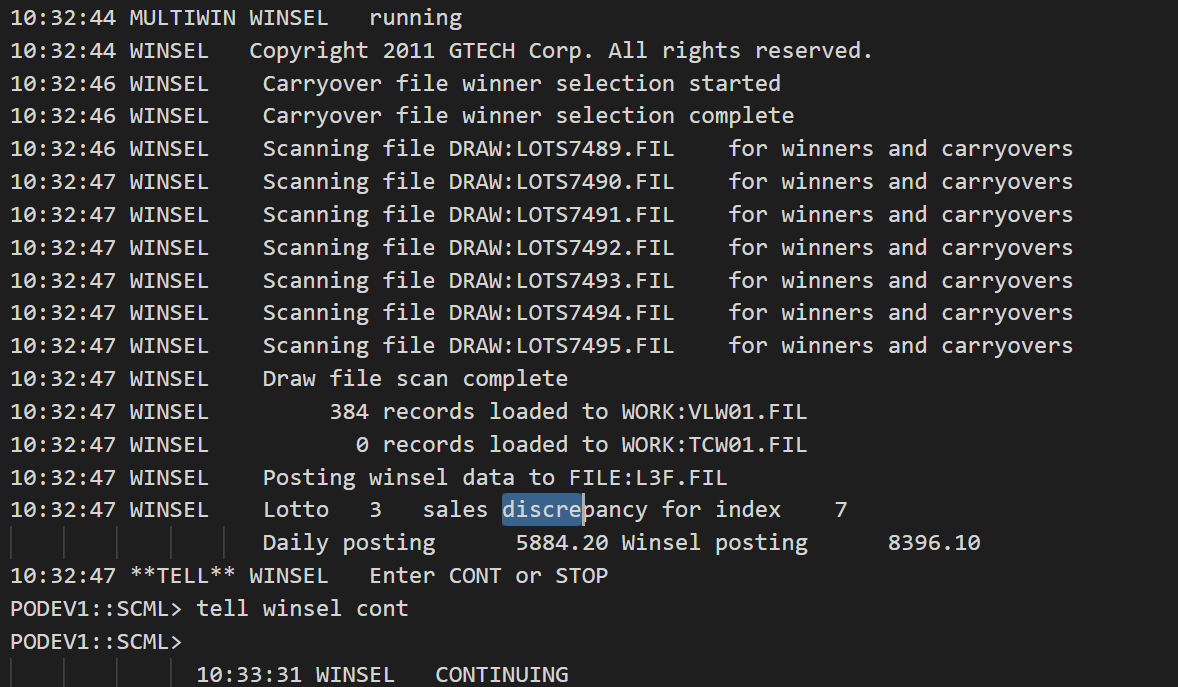 10:32:44 MULTIWIN WINSEL   running
10:32:44 WINSEL   Copyright 2011 GTECH Corp. All rights reserved.
10:32:46 WINSEL    Carryover file winner selection started
10:32:46 WINSEL    Carryover file winner selection complete
10:32:46 WINSEL    Scanning file DRAW:LOTS7489.FIL    for winners and carryovers
10:32:47 WINSEL    Scanning file DRAW:LOTS7490.FIL    for winners and carryovers
10:32:47 WINSEL    Scanning file DRAW:LOTS7491.FIL    for winners and carryovers
10:32:47 WINSEL    Scanning file DRAW:LOTS7492.FIL    for winners and carryovers
10:32:47 WINSEL    Scanning file DRAW:LOTS7493.FIL    for winners and carryovers
10:32:47 WINSEL    Scanning file DRAW:LOTS7494.FIL    for winners and carryovers
10:32:47 WINSEL    Scanning file DRAW:LOTS7495.FIL    for winners and carryovers
10:32:47 WINSEL    Draw file scan complete
10:32:47 WINSEL         384 records loaded to WORK:VLW01.FIL
10:32:47 WINSEL           0 records loaded to WORK:TCW01.FIL
10:32:47 WINSEL    Posting winsel data to FILE:L3F.FIL
10:32:47 WINSEL    Lotto   3   sales discrepancy for index    7
                   Daily posting      5884.20 Winsel posting      8396.10
10:32:47 **TELL** WINSEL   Enter CONT or STOP
PODEV1::SCML> tell winsel cont
PODEV1::SCML>
              10:33:31 WINSEL   CONTINUING